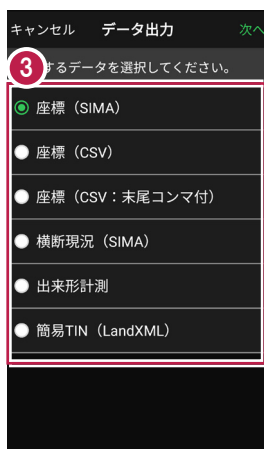 キャンセル データ出力 次へ
3 するデータを選択してください。
座標（SIMA）
座標（CSV）
座標（CSV：末尾コンマ付）
横断現況（SIMA）
出来形計測
簡易TIN（LandXML）